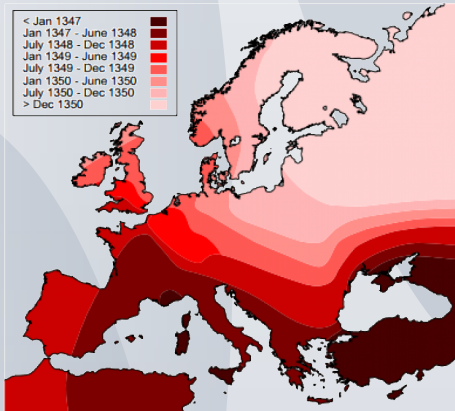 < Jan 1347
Jan 1347 - June 1348
July 1348 - Dec 1348
Jan 1349 - June 1349
July 1349 - Dec 1349
Jan 1350 - June 1350
July 1350 - Dec 1350
> Dec 1350